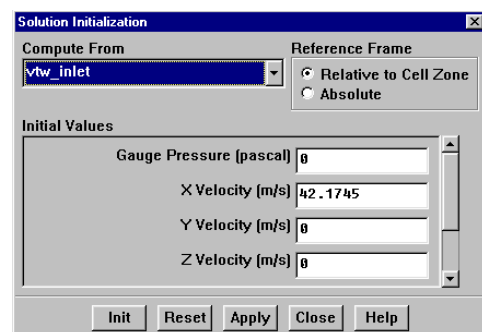 Solution Initialization
Compute From
vtw_inlet
Reference Frame
Relative to Cell Zone
Absolute
Initial Values
Gauge Pressure (pascal) 0
X Velocity (m/s) 42.1745
Y Velocity (m/s) 0
Z Velocity (m/s) 0
Init Reset Apply Close Help